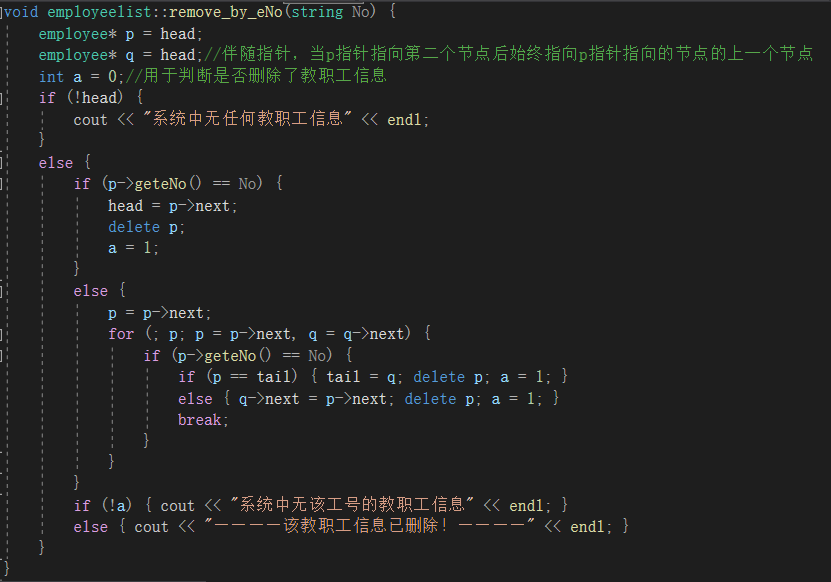 void employeelist::remove_by_eNo(string No) {
employee* p = head;
employee* q = head;//伴随指针，当p指针指向第二个节点后始终指向p指针指向的节点的上一个节点
int a = 0;//用于判断是否删除了教职工信息
if (!head) {
cout << "系统中无任何教职工信息" << endl;
}
else {
if (p->geteNo() == No) {
head = p->next;
delete p;
a = 1;
}
else {
p = p->next;
for (; p; p = p->next, q = q->next) {
if (p->geteNo() == No) {
if (p == tail) { tail = q; delete p; a = 1; }
else { q->next = p->next; delete p; a = 1; }
break;
}
}
}
if (!a) { cout << "系统中无该工号的教职工信息" << endl; }
else { cout << "————该教职工信息已删除！————" << endl; }
}
}